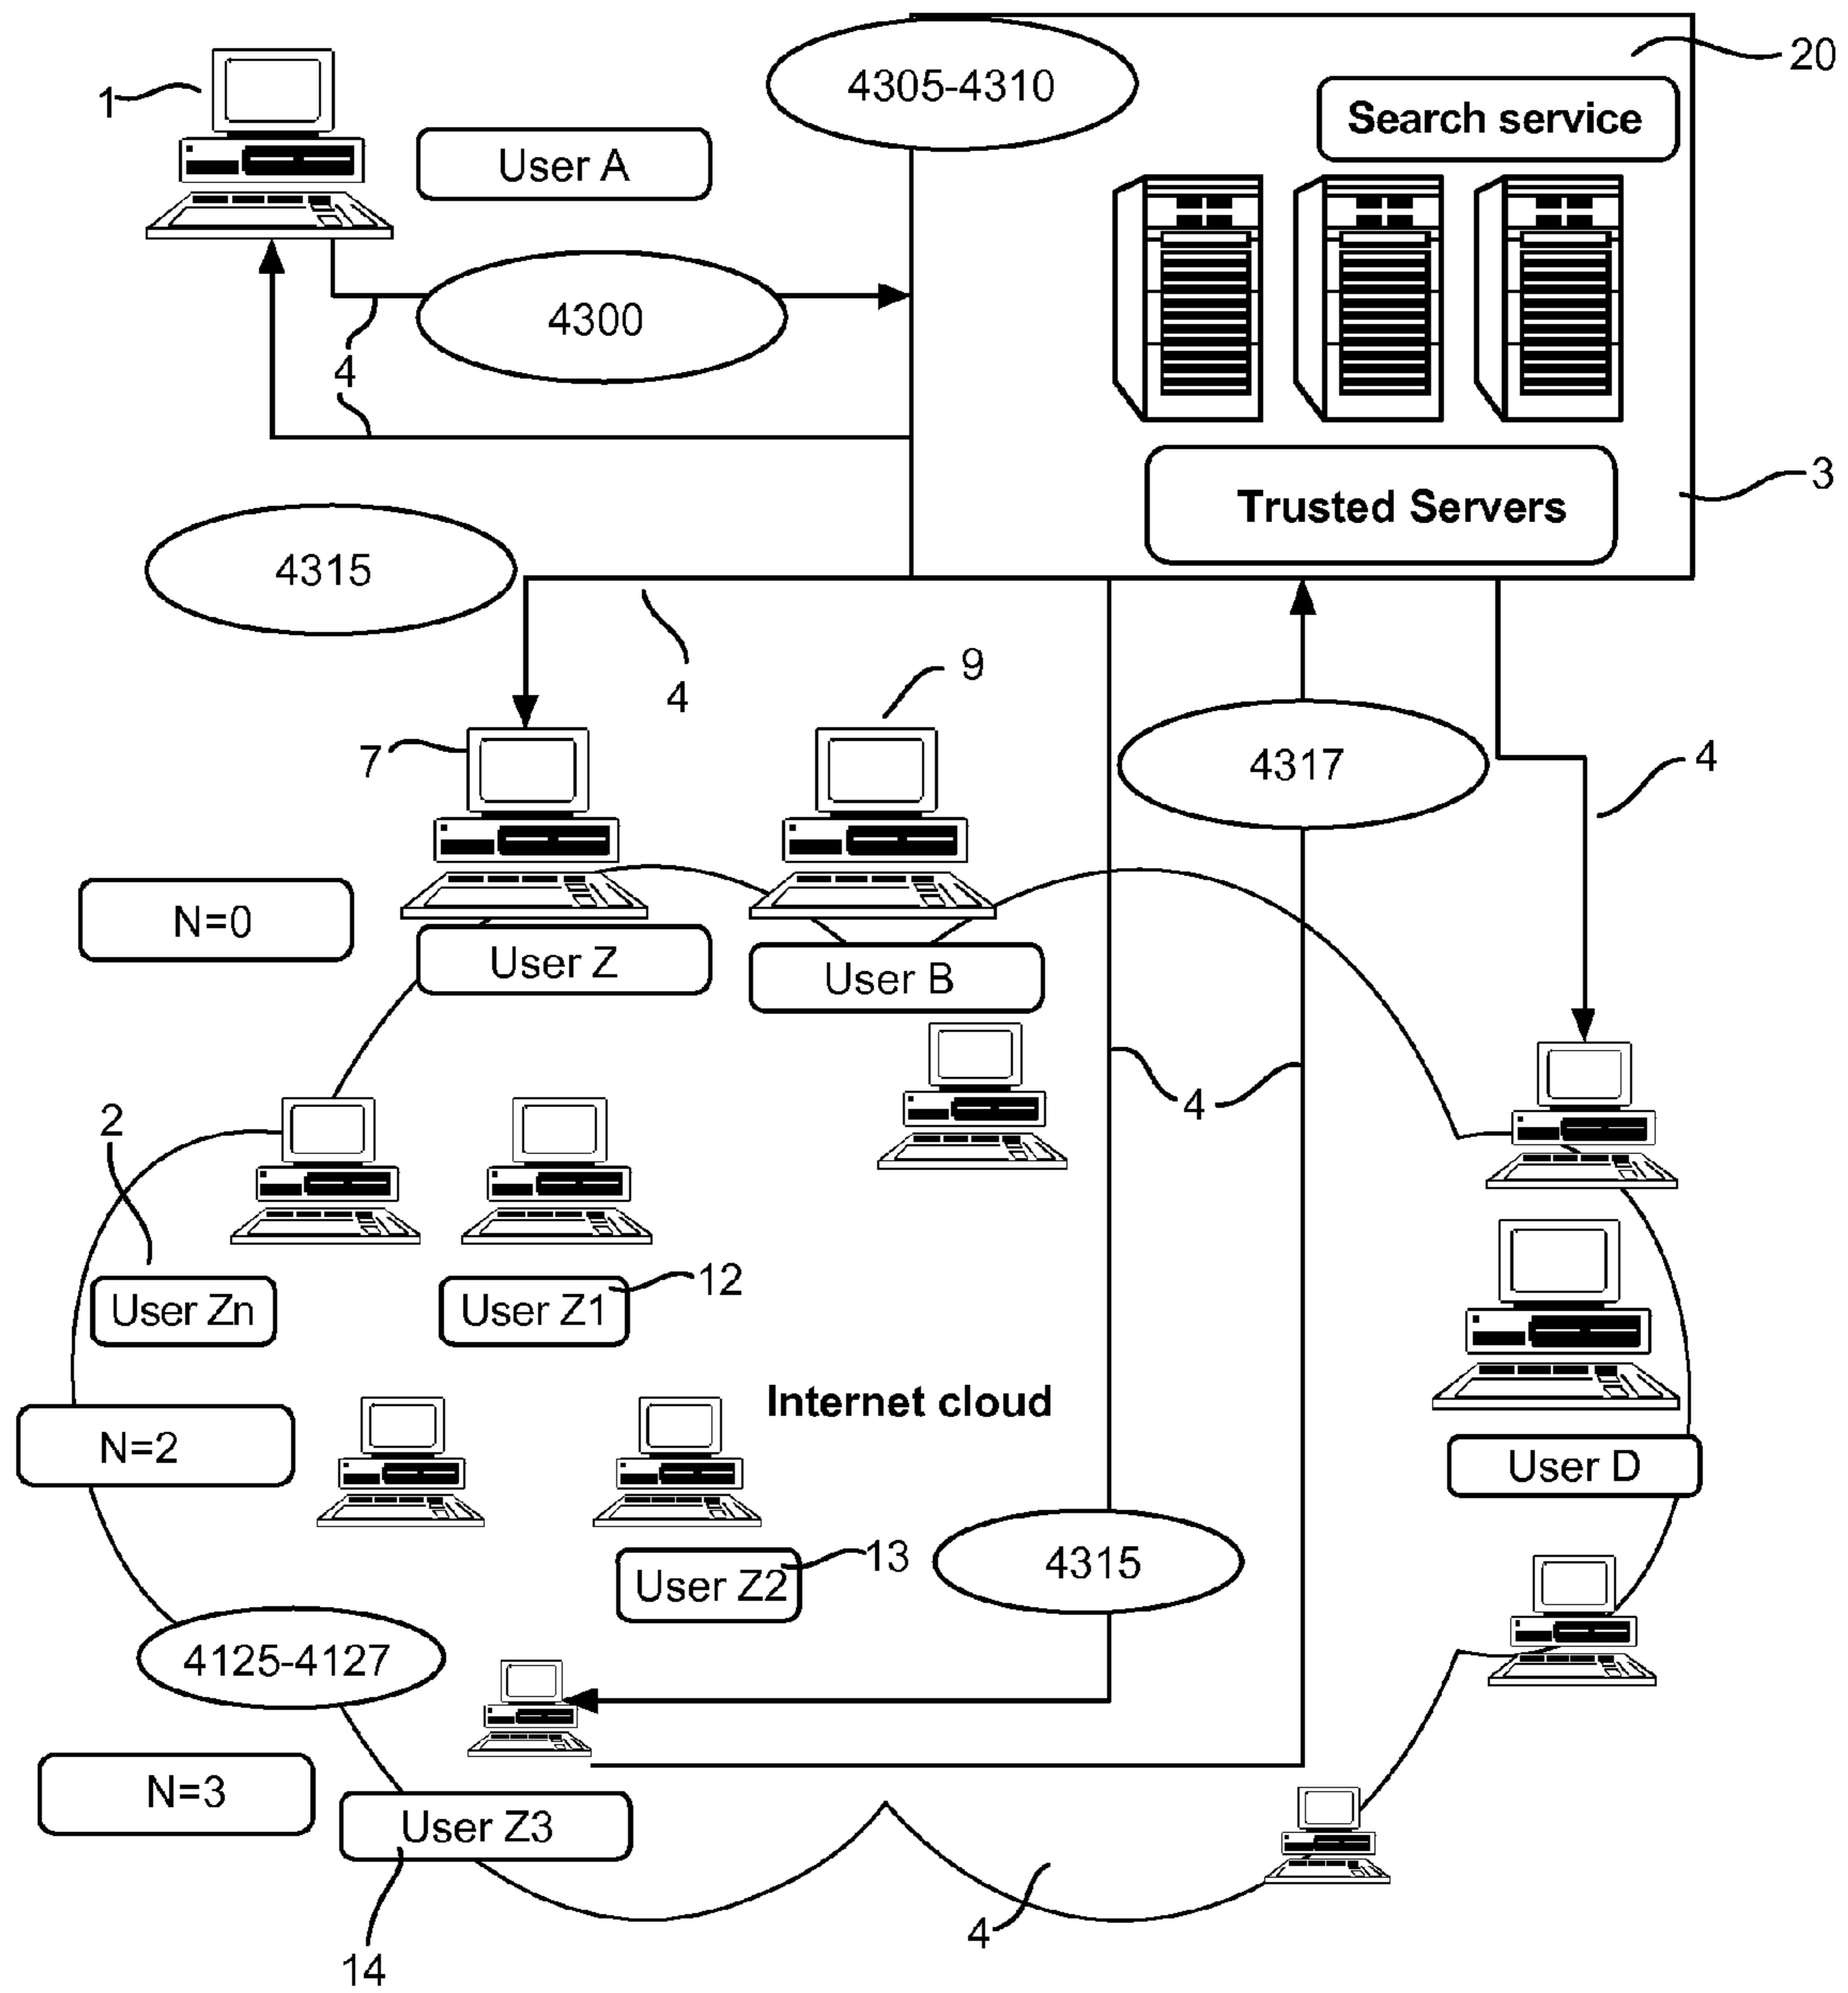 20
4305-4310
1
Search service
User A
4300
4
3
Trusted Servers
4315
9
4
7
4317
4
N=0
User Z
User B
2
4
12
User Zn
User Z1
Internet cloud
N=2
User D
13
4315
User Z2
4125-4127
N=3
User Z3
4
14